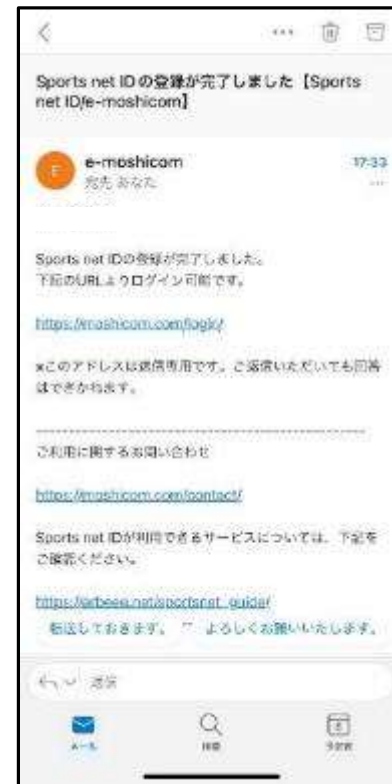 Sports net ID の登録が完了しました【Sports
net ID/e-moshicom】
E
e-moshicom
17:33
宛先 あなた
Sports net IDの登録が完了しました。
下記のURLよりログイン可能です。
https://moshicom.com/login/
※このアドレスは送信専用です。ご返信いただいても回答
はできかねます。
ご利用に関するお問い合わせ
https://moshicom.com/contact/
Sports net IDが利用できるサービスについては、下記を
ご確認ください。
https://arbeee.net/sportsnet_guide/
転送しておきます。
よろしくお願いいたします。
返信
メール
検索
予定表